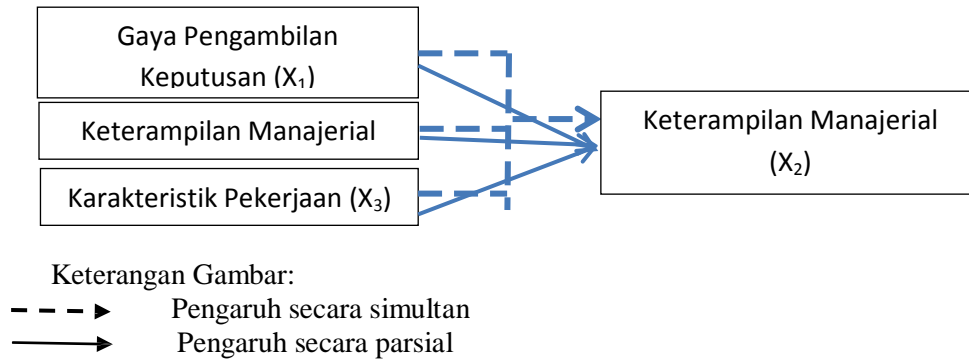 Gaya Pengambilan
Keputusan (X₁)
Keterampilan Manajerial
Karakteristik Pekerjaan (X₃)
Keterampilan Manajerial
(X₂)
Keterangan Gambar:
Pengaruh secara simultan
Pengaruh secara parsial